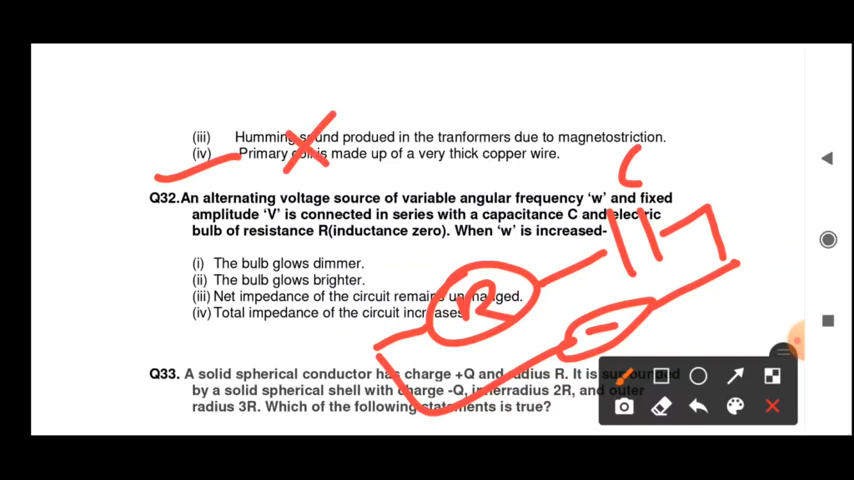 (iii) Humming sound produed in the tranformers due to magnetostriction.
(iv) Primary coil is made up of a very thick copper wire.
C
Q32.An alternating voltage source of variable angular frequency ‘w’ and fixed
amplitude ‘V’ is connected in series with a capacitance C and electric
bulb of resistance R(inductance zero). When ‘w’ is increased-
(i) The bulb glows dimmer.
(ii) The bulb glows brighter.
R
(iii) Net impedance of the circuit remains unchanged.
(iv) Total impedance of the circuit increases.
Q33. A solid spherical conductor has charge +Q and radius R. It is surrounded
by a solid spherical shell with charge -Q, innerradius 2R, and outer
radius 3R. Which of the following statements is true?